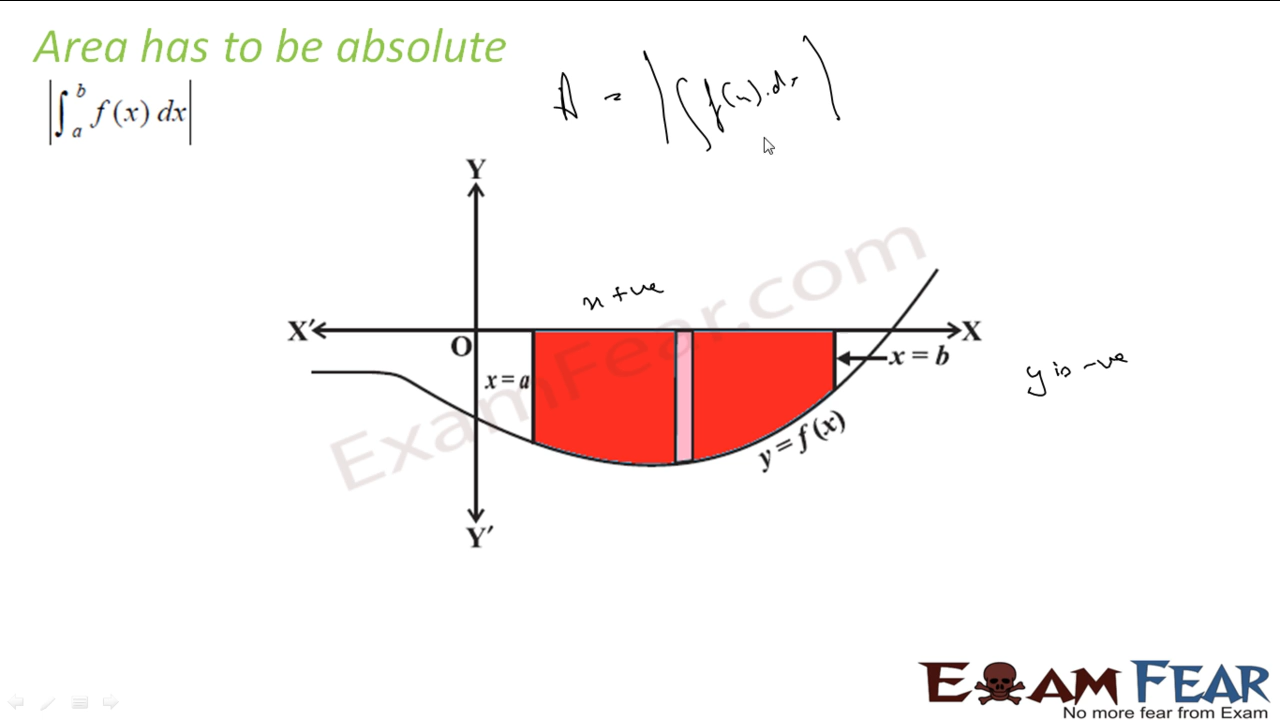 Area has to be absolute
|∫_a^b f(x) dx|
A = |∫f(x).dx|
Y
x +ve
X′
X
O
x = a
x = b
y is -ve
y = f(x)
Y′
ExamFear.com
EXAM FEAR
No more fear from Exam